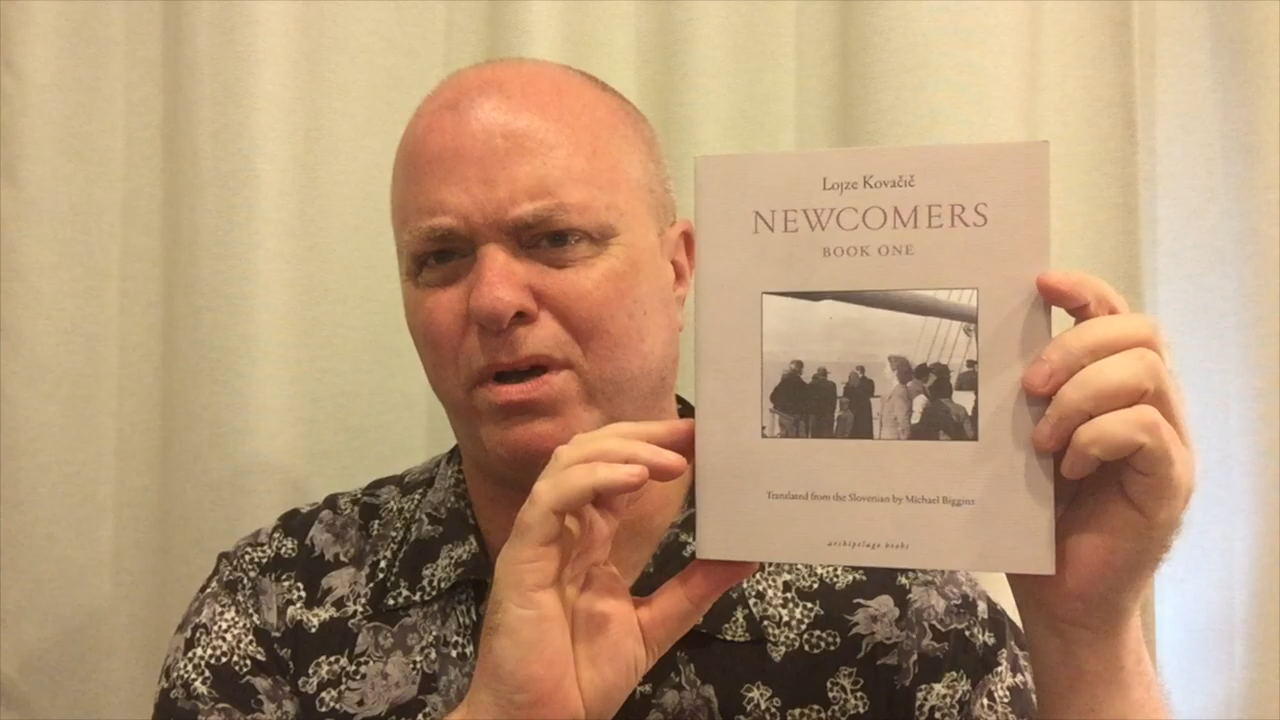 Lojze Kovačič
NEWCOMERS
BOOK ONE
Translated from the Slovenian by Michael Biggins
archipelago books